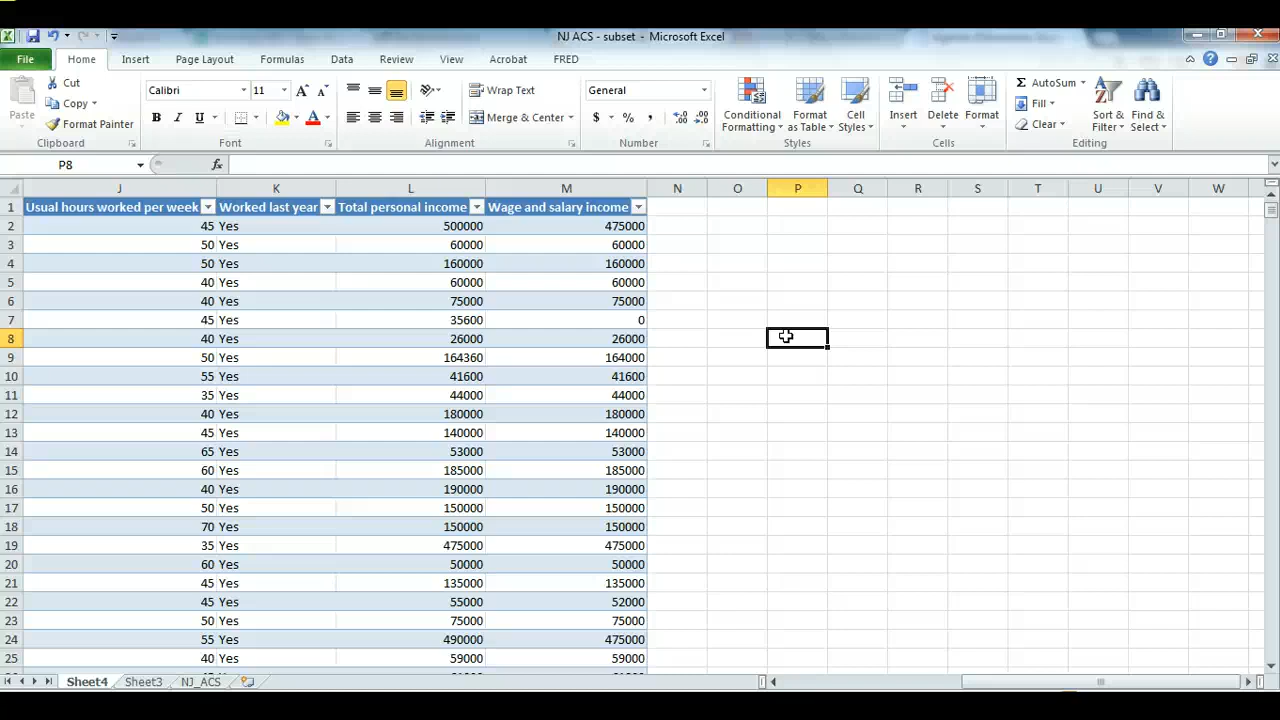 NJ ACS - subset - Microsoft Excel
File Home Insert Page Layout Formulas Data Review View Acrobat FRED
Paste Cut Copy Format Painter Clipboard
Calibri 11 B I U A Font
Wrap Text Merge & Center Alignment
General $ % , Number
Conditional Formatting Format as Table Cell Styles Styles
Insert Delete Format Cells
Σ AutoSum Fill Clear Sort & Filter Find & Select Editing
P8 fx
J K L M N O P Q R S T U V W
1 Usual hours worked per week Worked last year Total personal income Wage and salary income
2 45 Yes 500000 475000
3 50 Yes 60000 60000
4 50 Yes 160000 160000
5 40 Yes 60000 60000
6 40 Yes 75000 75000
7 45 Yes 35600 0
8 40 Yes 26000 26000
9 50 Yes 164360 164000
10 55 Yes 41600 41600
11 35 Yes 44000 44000
12 40 Yes 180000 180000
13 45 Yes 140000 140000
14 65 Yes 53000 53000
15 60 Yes 185000 185000
16 40 Yes 190000 190000
17 50 Yes 150000 150000
18 70 Yes 150000 150000
19 35 Yes 475000 475000
20 60 Yes 50000 50000
21 45 Yes 135000 135000
22 45 Yes 55000 52000
23 50 Yes 75000 75000
24 55 Yes 490000 475000
25 40 Yes 59000 59000
Sheet4 Sheet3 NJ_ACS